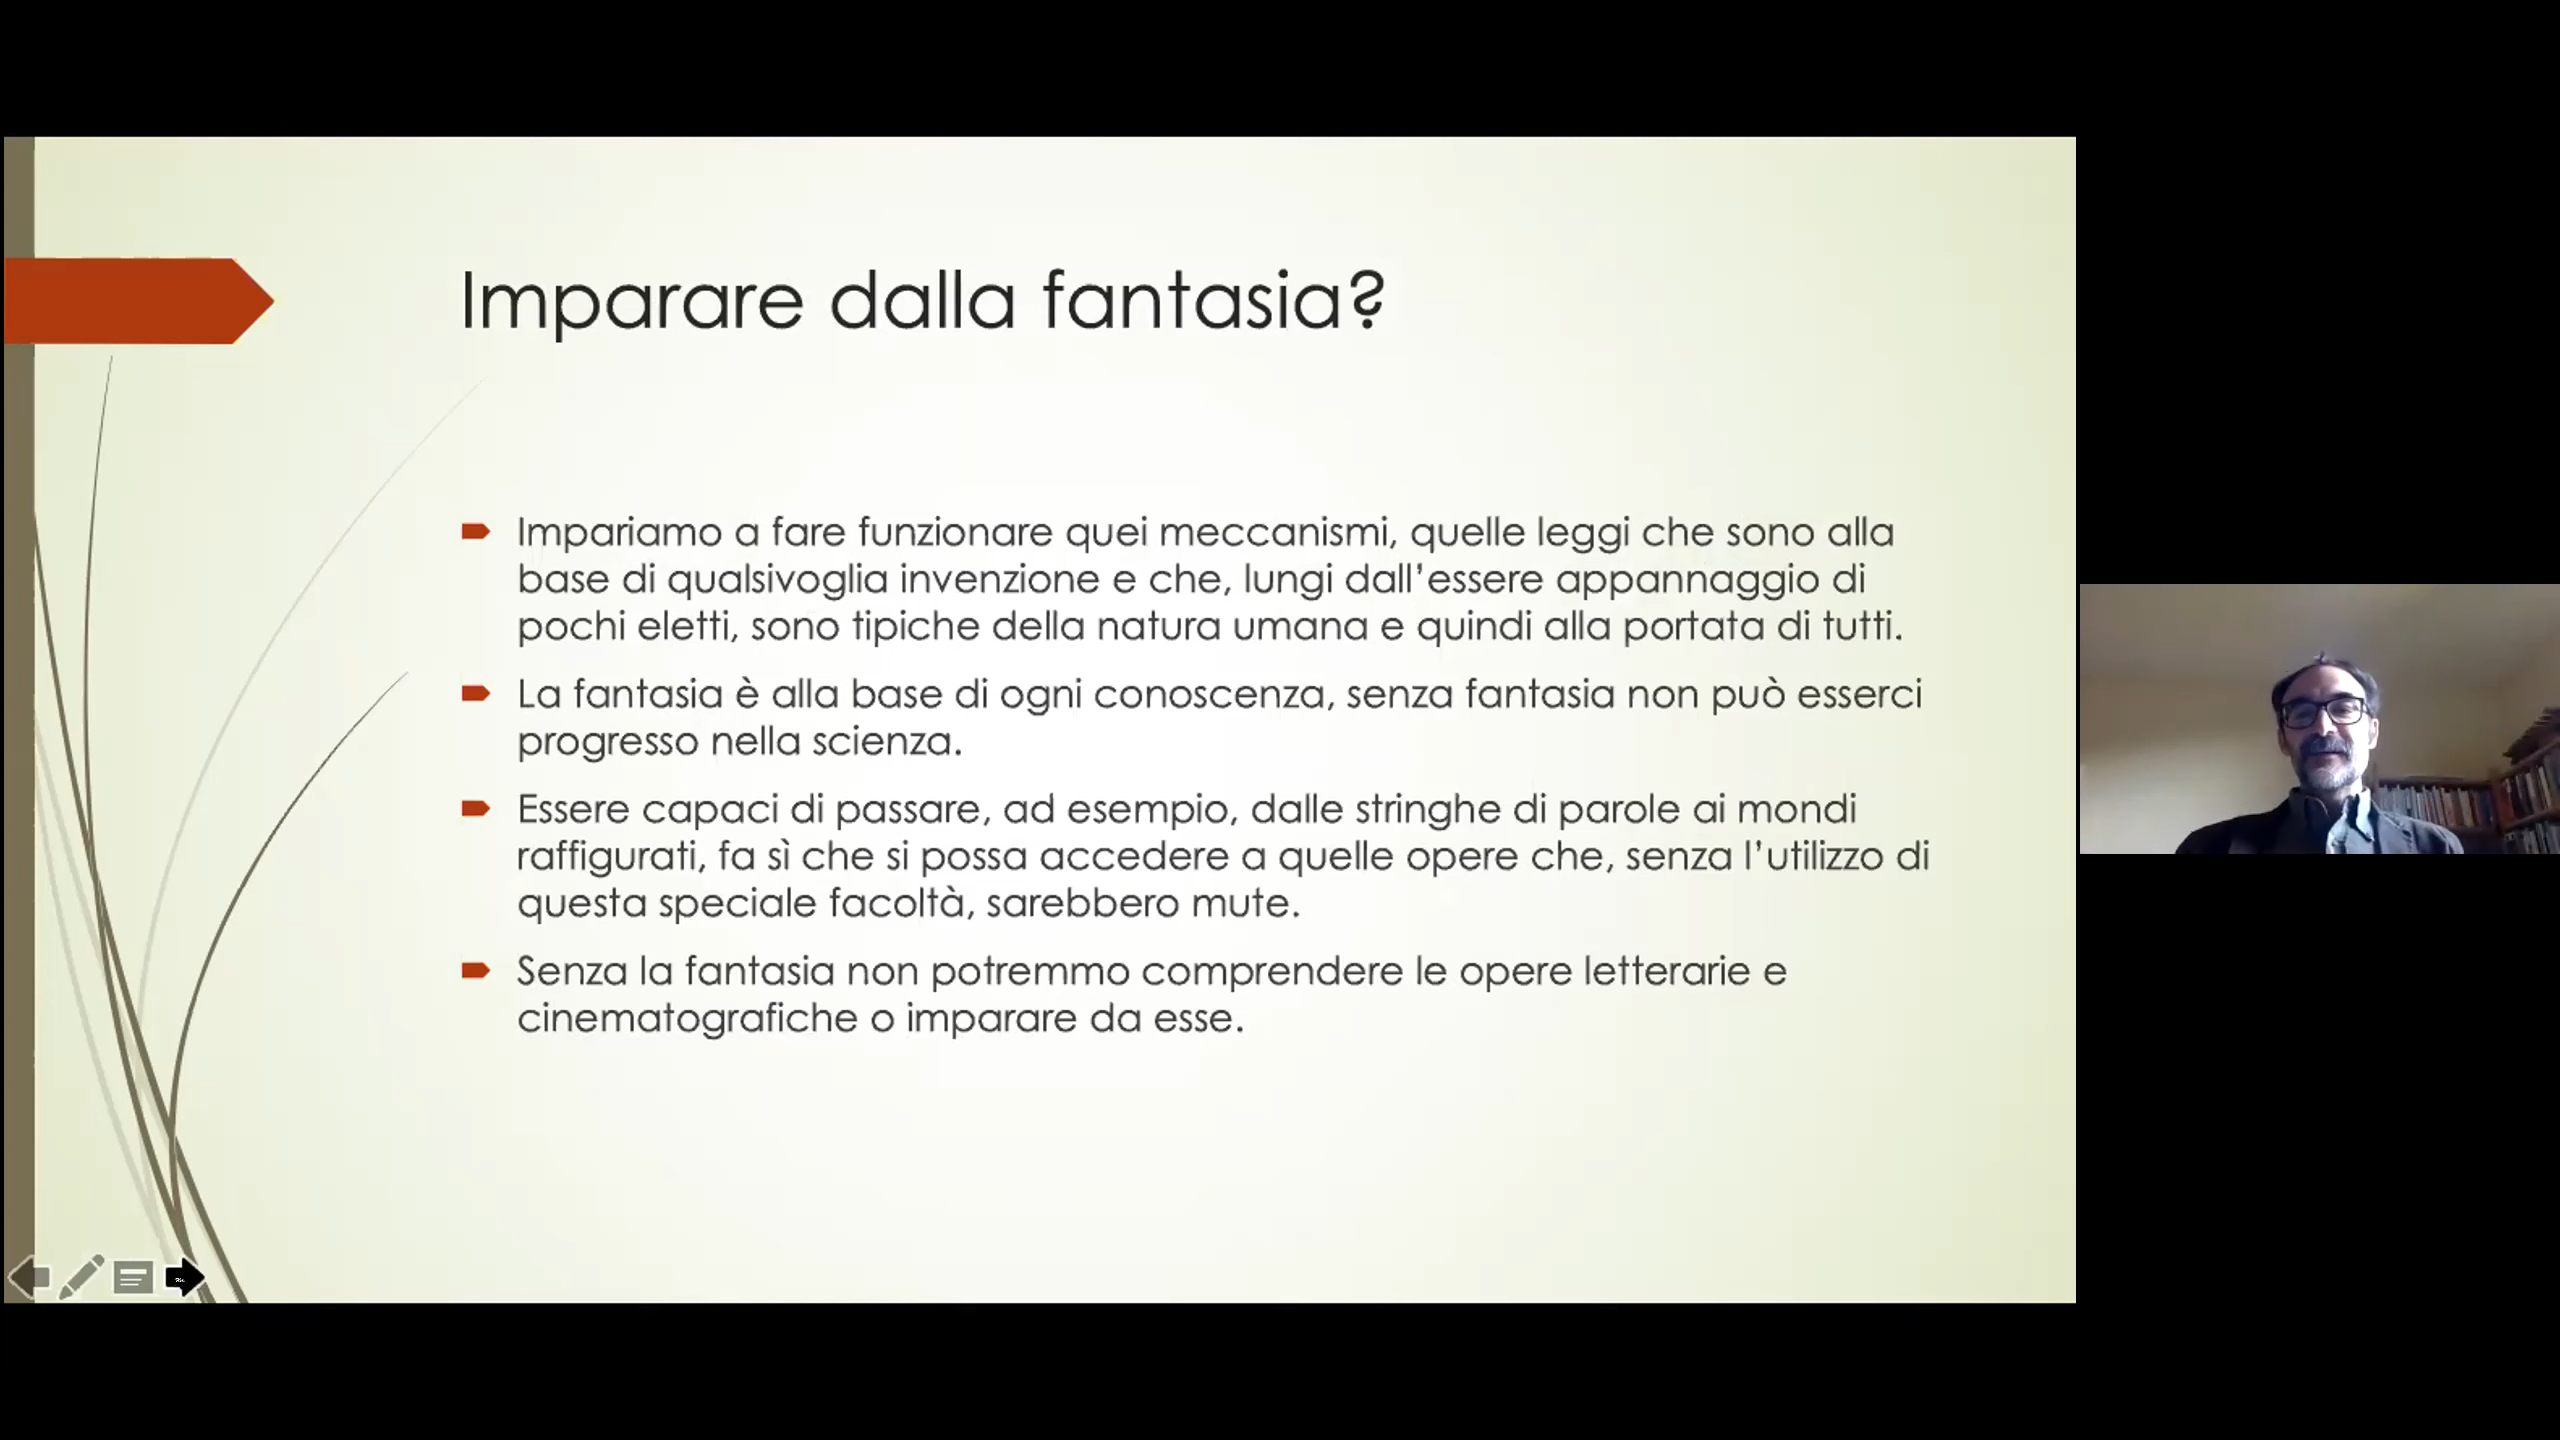 Imparare dalla fantasia?
Impariamo a fare funzionare quei meccanismi, quelle leggi che sono alla
base di qualsivoglia invenzione e che, lungi dall’essere appannaggio di
pochi eletti, sono tipiche della natura umana e quindi alla portata di tutti.
La fantasia è alla base di ogni conoscenza, senza fantasia non può esserci
progresso nella scienza.
Essere capaci di passare, ad esempio, dalle stringhe di parole ai mondi
raffigurati, fa sì che si possa accedere a quelle opere che, senza l’utilizzo di
questa speciale facoltà, sarebbero mute.
Senza la fantasia non potremmo comprendere le opere letterarie e
cinematografiche o imparare da esse.